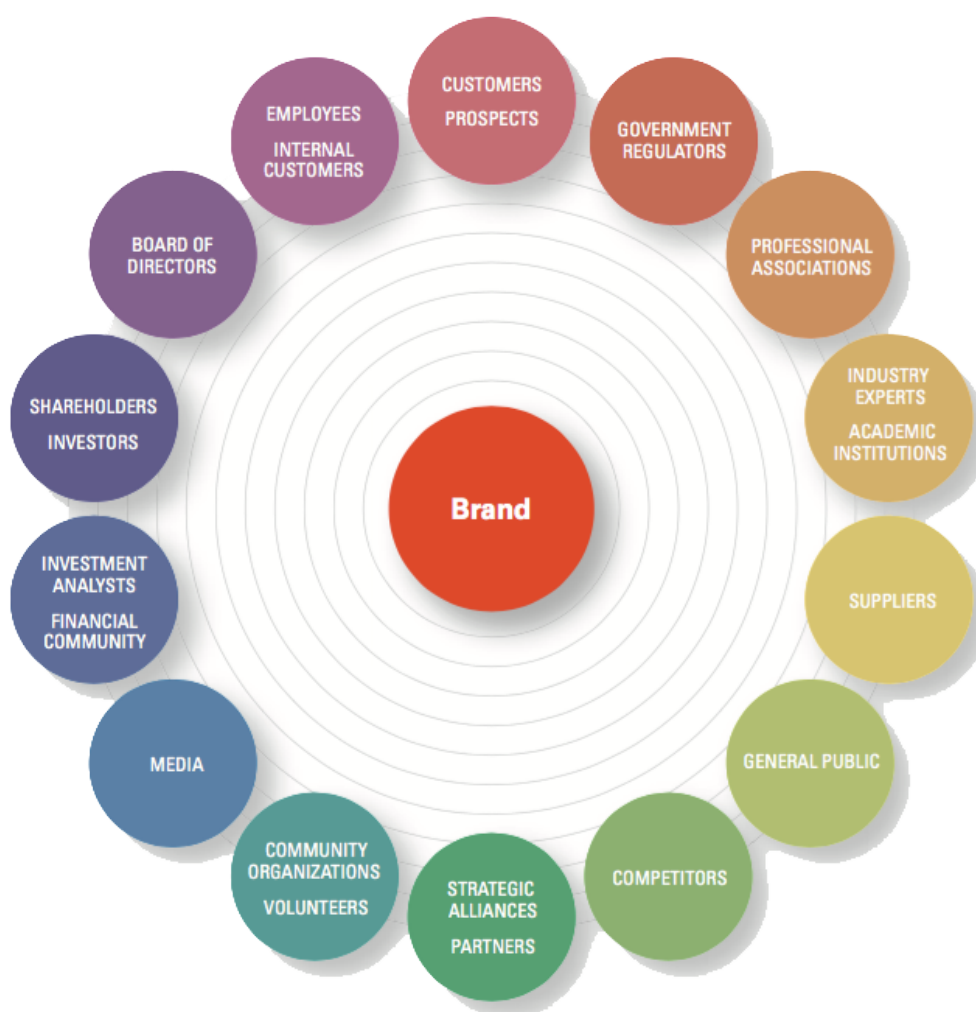 CUSTOMERS
PROSPECTS
GOVERNMENT
REGULATORS
PROFESSIONAL
ASSOCIATIONS
INDUSTRY
EXPERTS
ACADEMIC
INSTITUTIONS
SUPPLIERS
GENERAL PUBLIC
COMPETITORS
STRATEGIC
ALLIANCES
PARTNERS
COMMUNITY
ORGANIZATIONS
VOLUNTEERS
MEDIA
INVESTMENT
ANALYSTS
FINANCIAL
COMMUNITY
SHAREHOLDERS
INVESTORS
BOARD OF
DIRECTORS
EMPLOYEES
INTERNAL
CUSTOMERS
Brand